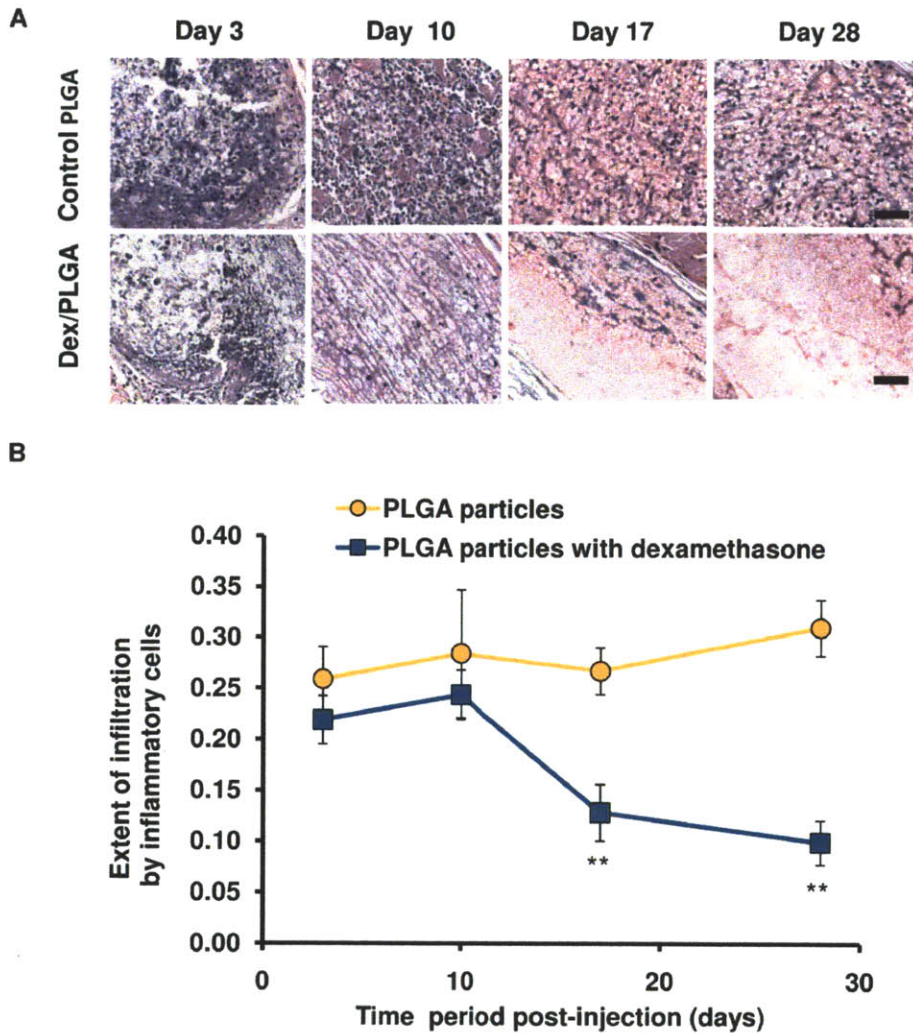 A
Day 3 Day 10 Day 17 Day 28
Control PLGA
Dex/PLGA
B
PLGA particles
PLGA particles with dexamethasone
0.40
0.35
0.30
0.25
0.20
0.15
0.10
0.05
0.00
Extent of infiltration
by inflammatory cells
**
**
0 10 20 30
Time period post-injection (days)